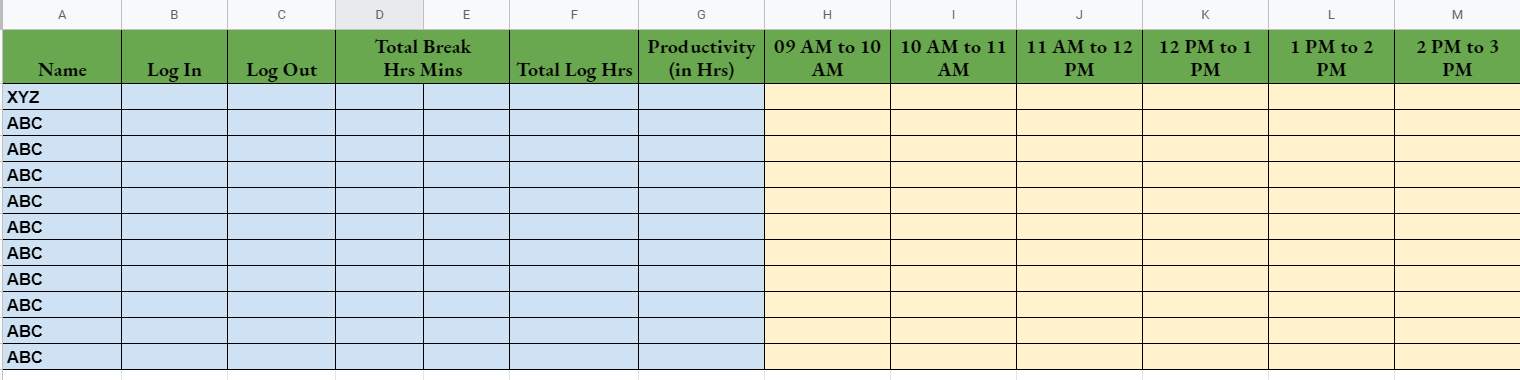 A B C D E F G H I J K L M
Name Log In Log Out Total Break Hrs Mins Total Log Hrs Productivity (in Hrs) 09 AM to 10 AM 10 AM to 11 AM 11 AM to 12 PM 12 PM to 1 PM 1 PM to 2 PM 2 PM to 3 PM
XYZ
ABC
ABC
ABC
ABC
ABC
ABC
ABC
ABC
ABC
ABC